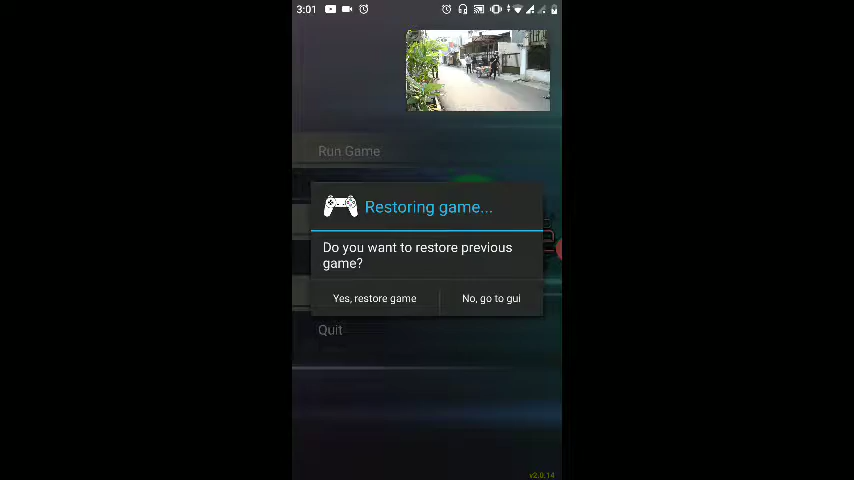 3:01
Run Game
Restoring game...
Do you want to restore previous
game?
Yes, restore game
No, go to gui
Quit
v2.0.14